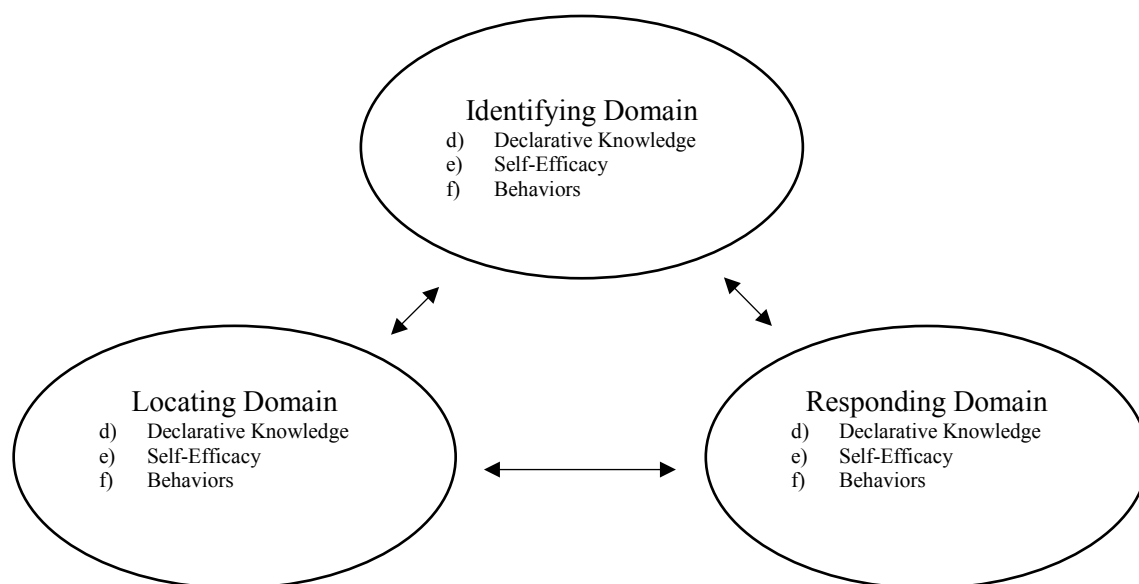 Identifying Domain
d) Declarative Knowledge
e) Self-Efficacy
f) Behaviors
Locating Domain
d) Declarative Knowledge
e) Self-Efficacy
f) Behaviors
Responding Domain
d) Declarative Knowledge
e) Self-Efficacy
f) Behaviors